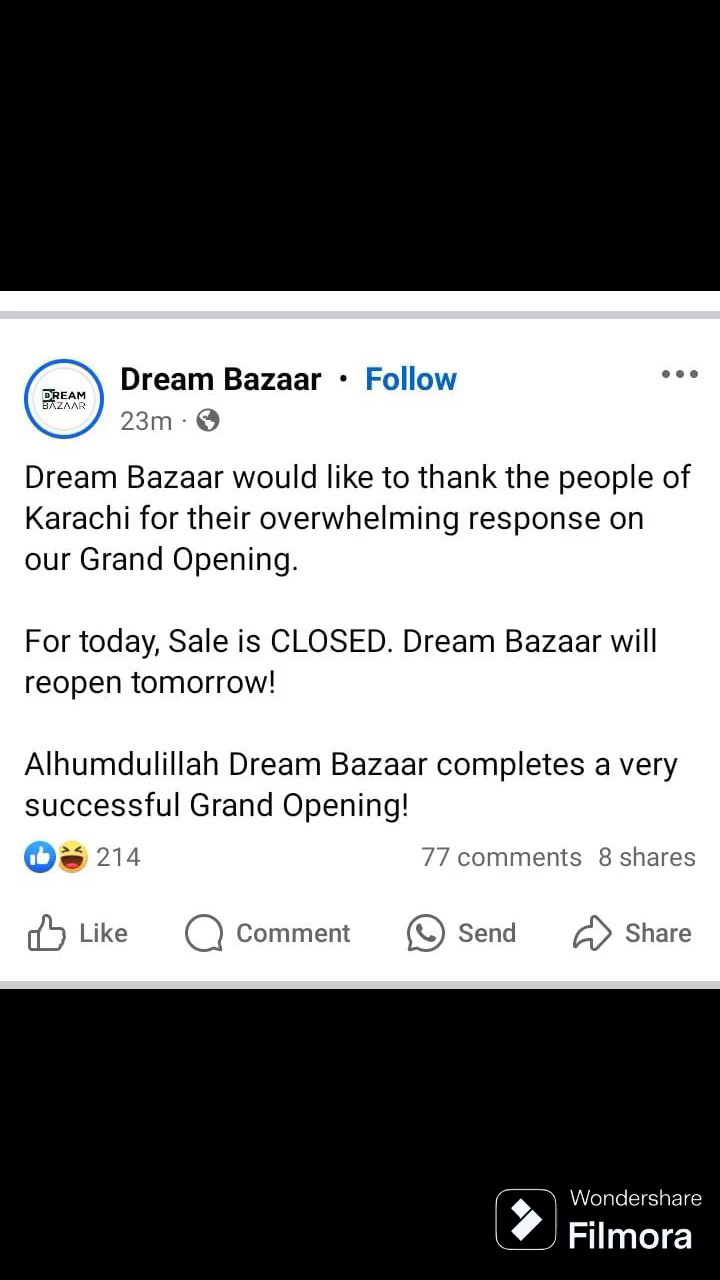 DREAM
BAZAAR
Dream Bazaar • Follow
23m ·
Dream Bazaar would like to thank the people of
Karachi for their overwhelming response on
our Grand Opening.
For today, Sale is CLOSED. Dream Bazaar will
reopen tomorrow!
Alhumdulillah Dream Bazaar completes a very
successful Grand Opening!
214 77 comments 8 shares
Like Comment Send Share
Wondershare
Filmora